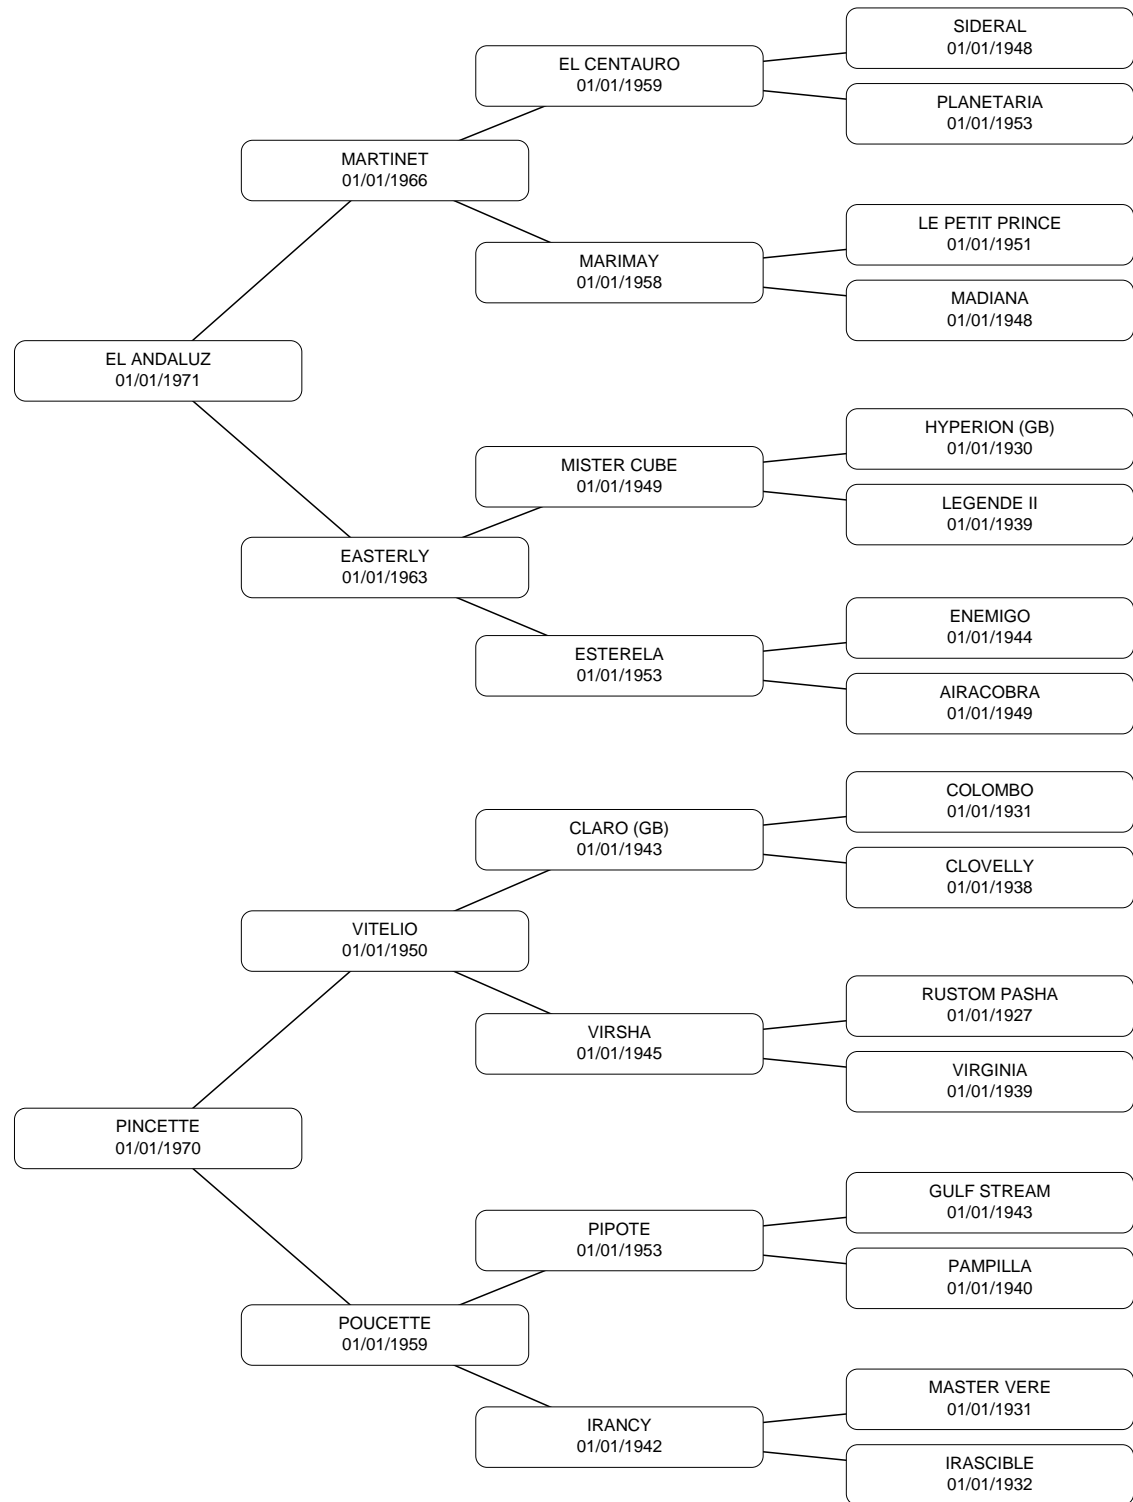 SIDERAL
01/01/1948
EL CENTAURO
01/01/1959
PLANETARIA
01/01/1953
MARTINET
01/01/1966
LE PETIT PRINCE
01/01/1951
MARIMAY
01/01/1958
MADIANA
01/01/1948
EL ANDALUZ
01/01/1971
HYPERION (GB)
01/01/1930
MISTER CUBE
01/01/1949
LEGENDE II
01/01/1939
EASTERLY
01/01/1963
ENEMIGO
01/01/1944
ESTERELA
01/01/1953
AIRACOBRA
01/01/1949
COLOMBO
01/01/1931
CLARO (GB)
01/01/1943
CLOVELLY
01/01/1938
VITELIO
01/01/1950
RUSTOM PASHA
01/01/1927
VIRSHA
01/01/1945
VIRGINIA
01/01/1939
PINCETTE
01/01/1970
GULF STREAM
01/01/1943
PIPOTE
01/01/1953
PAMPILLA
01/01/1940
POUCETTE
01/01/1959
MASTER VERE
01/01/1931
IRANCY
01/01/1942
IRASCIBLE
01/01/1932